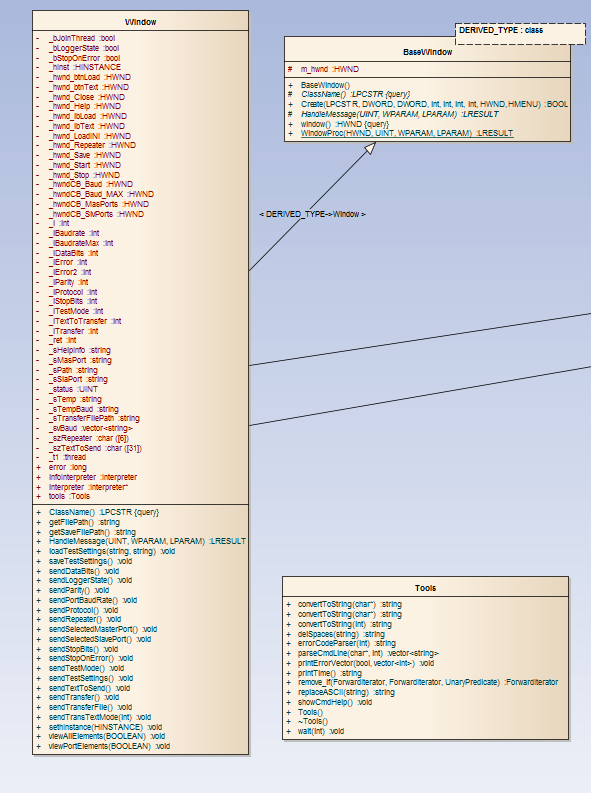 Window
- _bJoinThread :bool
- _bLoggerState :bool
- _bStopOnError :bool
- _hInst :HINSTANCE
- _hwnd_btnLoad :HWND
- _hwnd_btnText :HWND
- _hwnd_Close :HWND
- _hwnd_Help :HWND
- _hwnd_lbLoad :HWND
- _hwnd_lbText :HWND
- _hwnd_LoadINI :HWND
- _hwnd_Repeater :HWND
- _hwnd_Save :HWND
- _hwnd_Start :HWND
- _hwnd_Stop :HWND
- _hwndCB_Baud :HWND
- _hwndCB_Baud_MAX :HWND
- _hwndCB_MasPorts :HWND
- _hwndCB_SlvPorts :HWND
- _i :int
- _iBaudrate :int
- _iBaudrateMax :int
- _iDataBits :int
- _iError :int
- _iError2 :int
- _iParity :int
- _iProtocol :int
- _iStopBits :int
- _iTestMode :int
- _iTextToTransfer :int
- _iTransfer :int
- _ret :int
- _sHelpInfo :string
- _sMasPort :string
- _sPath :string
- _sSlaPort :string
- _status :UINT
- _sTemp :string
- _sTempBaud :string
- _sTransferFilePath :string
- _svBaud :vector<string>
- _szRepeater :char ([6])
- _szTextToSend :char ([31])
- _t1 :thread
+ error :long
+ infoInterpreter :Interpreter
+ interpreter :Interpreter*
+ tools :Tools
+ ClassName() :LPCSTR {query}
+ getFilePath() :string
+ getSaveFilePath() :string
+ HandleMessage(UINT, WPARAM, LPARAM) :LRESULT
+ loadTestSettings(string, string) :void
+ saveTestSettings() :void
+ sendDataBits() :void
+ sendLoggerState() :void
+ sendParity() :void
+ sendPortBaudRate() :void
+ sendProtocol() :void
+ sendRepeater() :void
+ sendSelectedMasterPort() :void
+ sendSelectedSlavePort() :void
+ sendStopBits() :void
+ sendStopOnError() :void
+ sendTestMode() :void
+ sendTestSettings() :void
+ sendTextToSend() :void
+ sendTransfer() :void
+ sendTransferFile() :void
+ sendTransTextMode(int) :void
+ setInstance(HINSTANCE) :void
+ viewAllElements(BOOLEAN) :void
+ viewPortElements(BOOLEAN) :void
DERIVED_TYPE : class
BaseWindow
# m_hwnd :HWND
+ BaseWindow()
# ClassName() :LPCTSTR {query}
+ Create(LPCSTR, DWORD, DWORD, int, int, int, int, HWND, HMENU) :BOOL
# HandleMessage(UINT, WPARAM, LPARAM) :LRESULT
+ window() :HWND {query}
+ WindowProc(HWND, UINT, WPARAM, LPARAM) :LRESULT
< DERIVED_TYPE->Window >
Tools
+ convertToString(char*) :string
+ convertToString(char*) :string
+ convertToString(int) :string
+ delSpaces(string) :string
+ errorCodeParser(int) :string
+ parseCmdLine(char*, int) :vector<string>
+ printErrorVector(bool, vector<int>) :void
+ printTime() :string
+ remove_if(ForwardIterator, ForwardIterator, UnaryPredicate) :ForwardIterator
+ replaceASCII(string) :string
+ showCmdHelp() :void
+ Tools()
+ ~Tools()
+ wait(int) :void